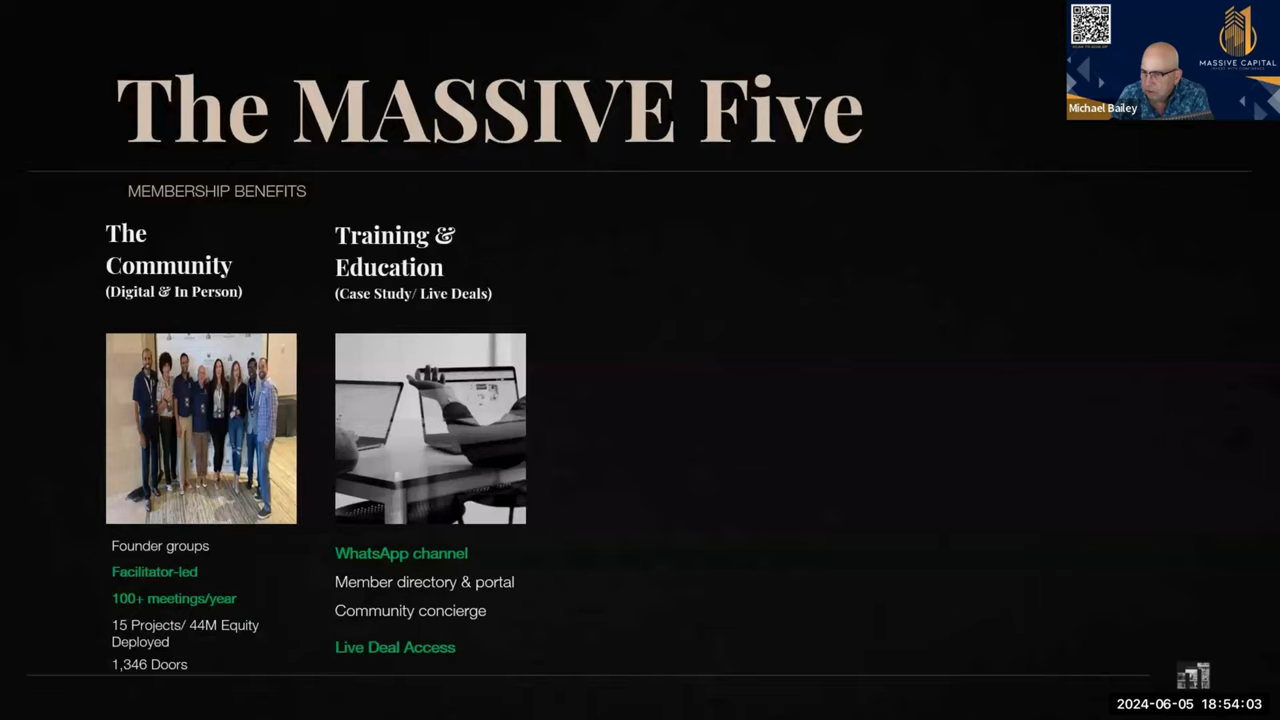 The MASSIVE Five
MEMBERSHIP BENEFITS
The
Community
(Digital & In Person)
Founder groups
Facilitator-led
100+ meetings/year
15 Projects/ 44M Equity
Deployed
1,346 Doors
Training &
Education
(Case Study/ Live Deals)
WhatsApp channel
Member directory & portal
Community concierge
Live Deal Access
MASSIVE CAPITAL
Michael Bailey
2024-06-05 18:54:03